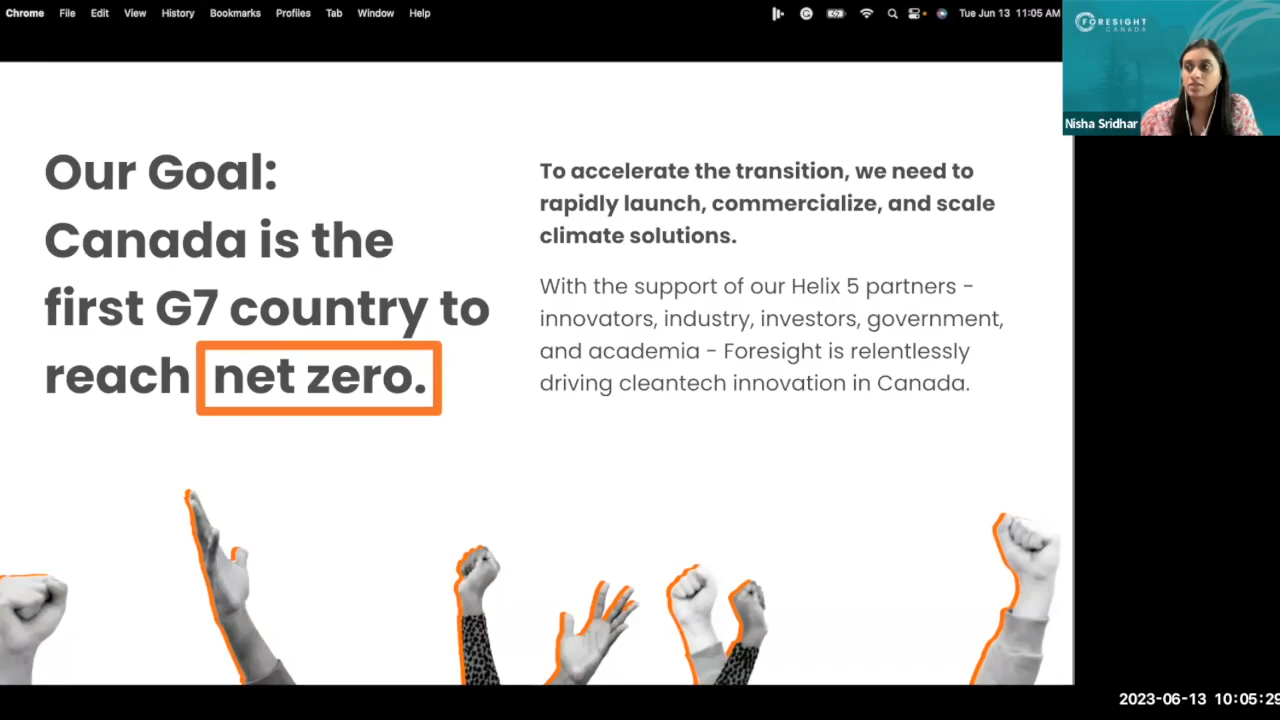 Chrome File Edit View History Bookmarks Profiles Tab Window Help Tue Jun 13 11:05 AM
FORESIGHT
CANADA
Nisha Sridhar
Our Goal:
Canada is the
first G7 country to
reach net zero.
To accelerate the transition, we need to
rapidly launch, commercialize, and scale
climate solutions.
With the support of our Helix 5 partners -
innovators, industry, investors, government,
and academia - Foresight is relentlessly
driving cleantech innovation in Canada.
2023-06-13 10:05:29